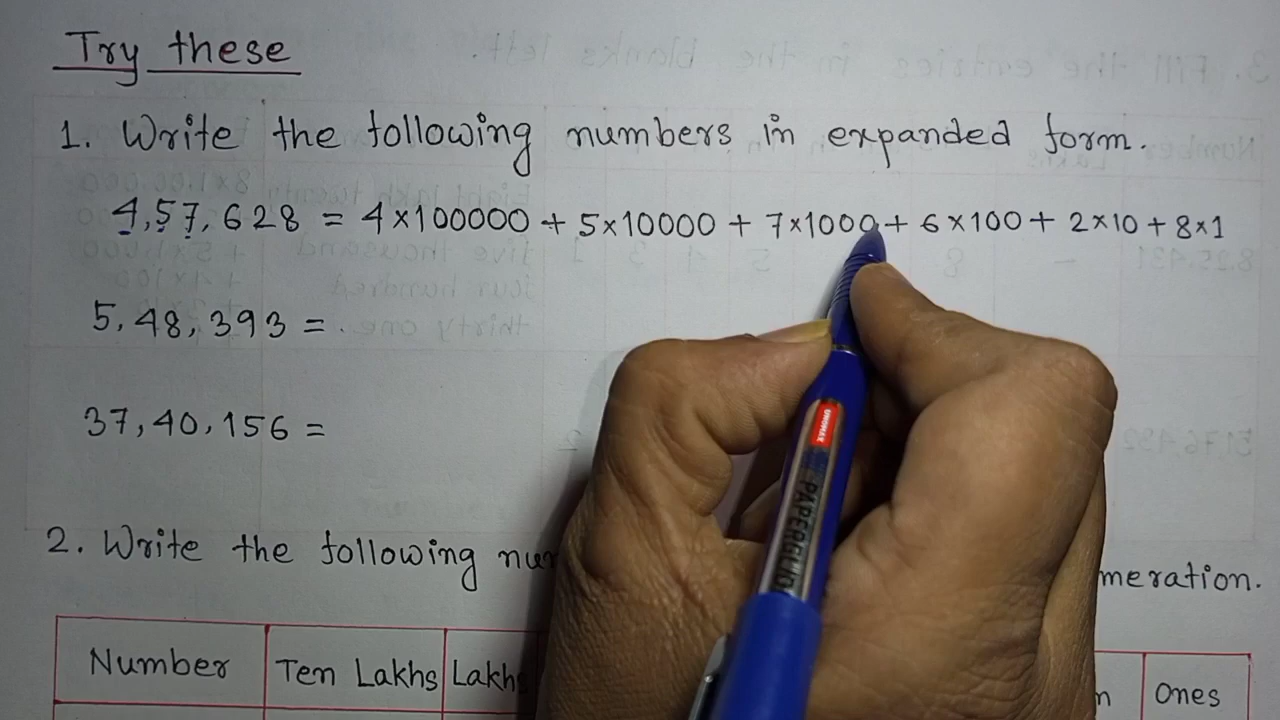 Try these
1. Write the following numbers in expanded form.
4,57,628 = 4×100000 + 5×10000 + 7×1000 + 6×100 + 2×10 + 8×1
5,48,393 =
37,40,156 =
2. Write the following meration.
Number Ten Lakhs Lakhs Ones
UNOMAX